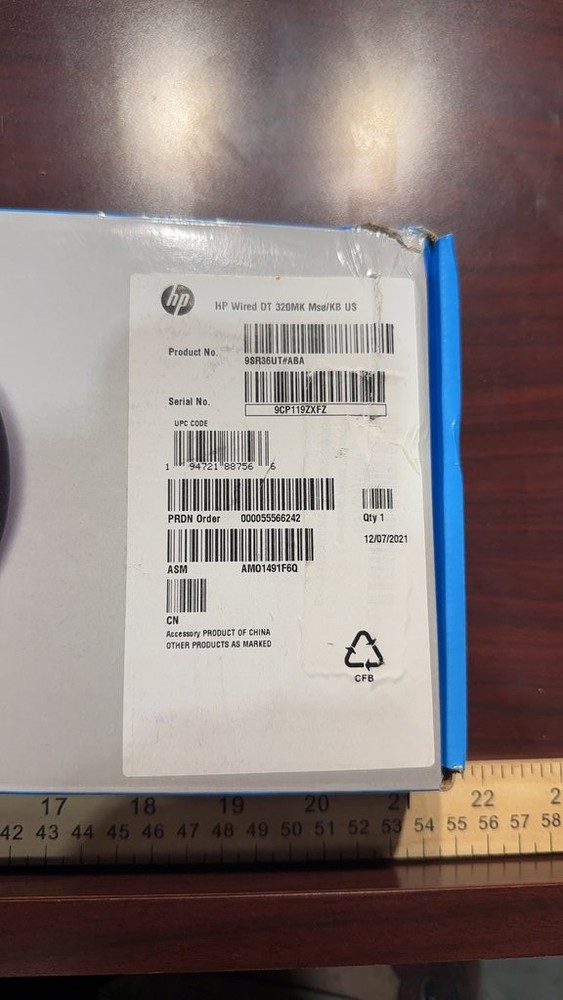 hp
HP Wired DT 320MK Mse/KB US
Product No.
9SR36UT#ABA
Serial No.
9CP119ZXFZ
UPC CODE
1 94721 88756 6
PRDN Order 000055566242
Qty 1
12/07/2021
ASM AMO1491F6Q
CN
Accessory PRODUCT OF CHINA
OTHER PRODUCTS AS MARKED
CFB
17 18 19 20 21 22 2
42 43 44 45 46 47 48 49 50 51 52 53 54 55 56 57 58